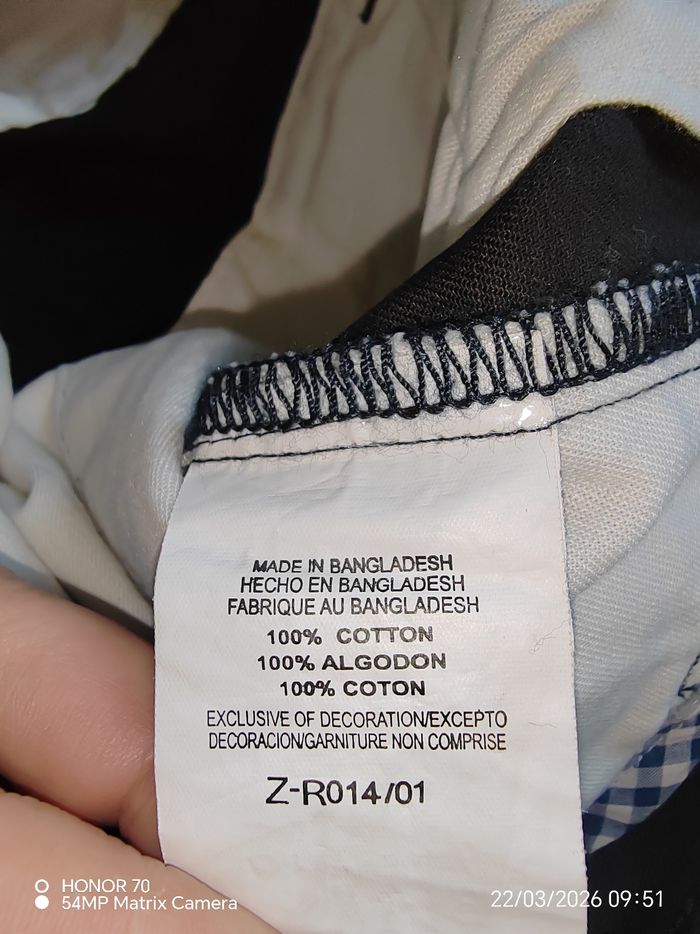 MADE IN BANGLADESH
HECHO EN BANGLADESH
FABRIQUE AU BANGLADESH
100% COTTON
100% ALGODON
100% COTON
EXCLUSIVE OF DECORATION/EXCEPTO
DECORACION/GARNITURE NON COMPRISE
Z-R014/01
HONOR 70
54MP Matrix Camera
22/03/2026 09:51